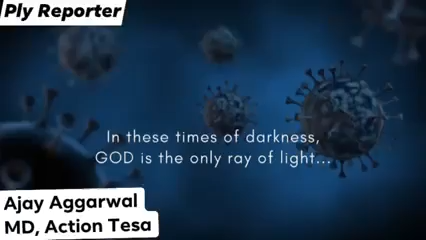 Ply Reporter
In these times of darkness,
GOD is the only ray of light...
Ajay Aggarwal
MD, Action Tesa